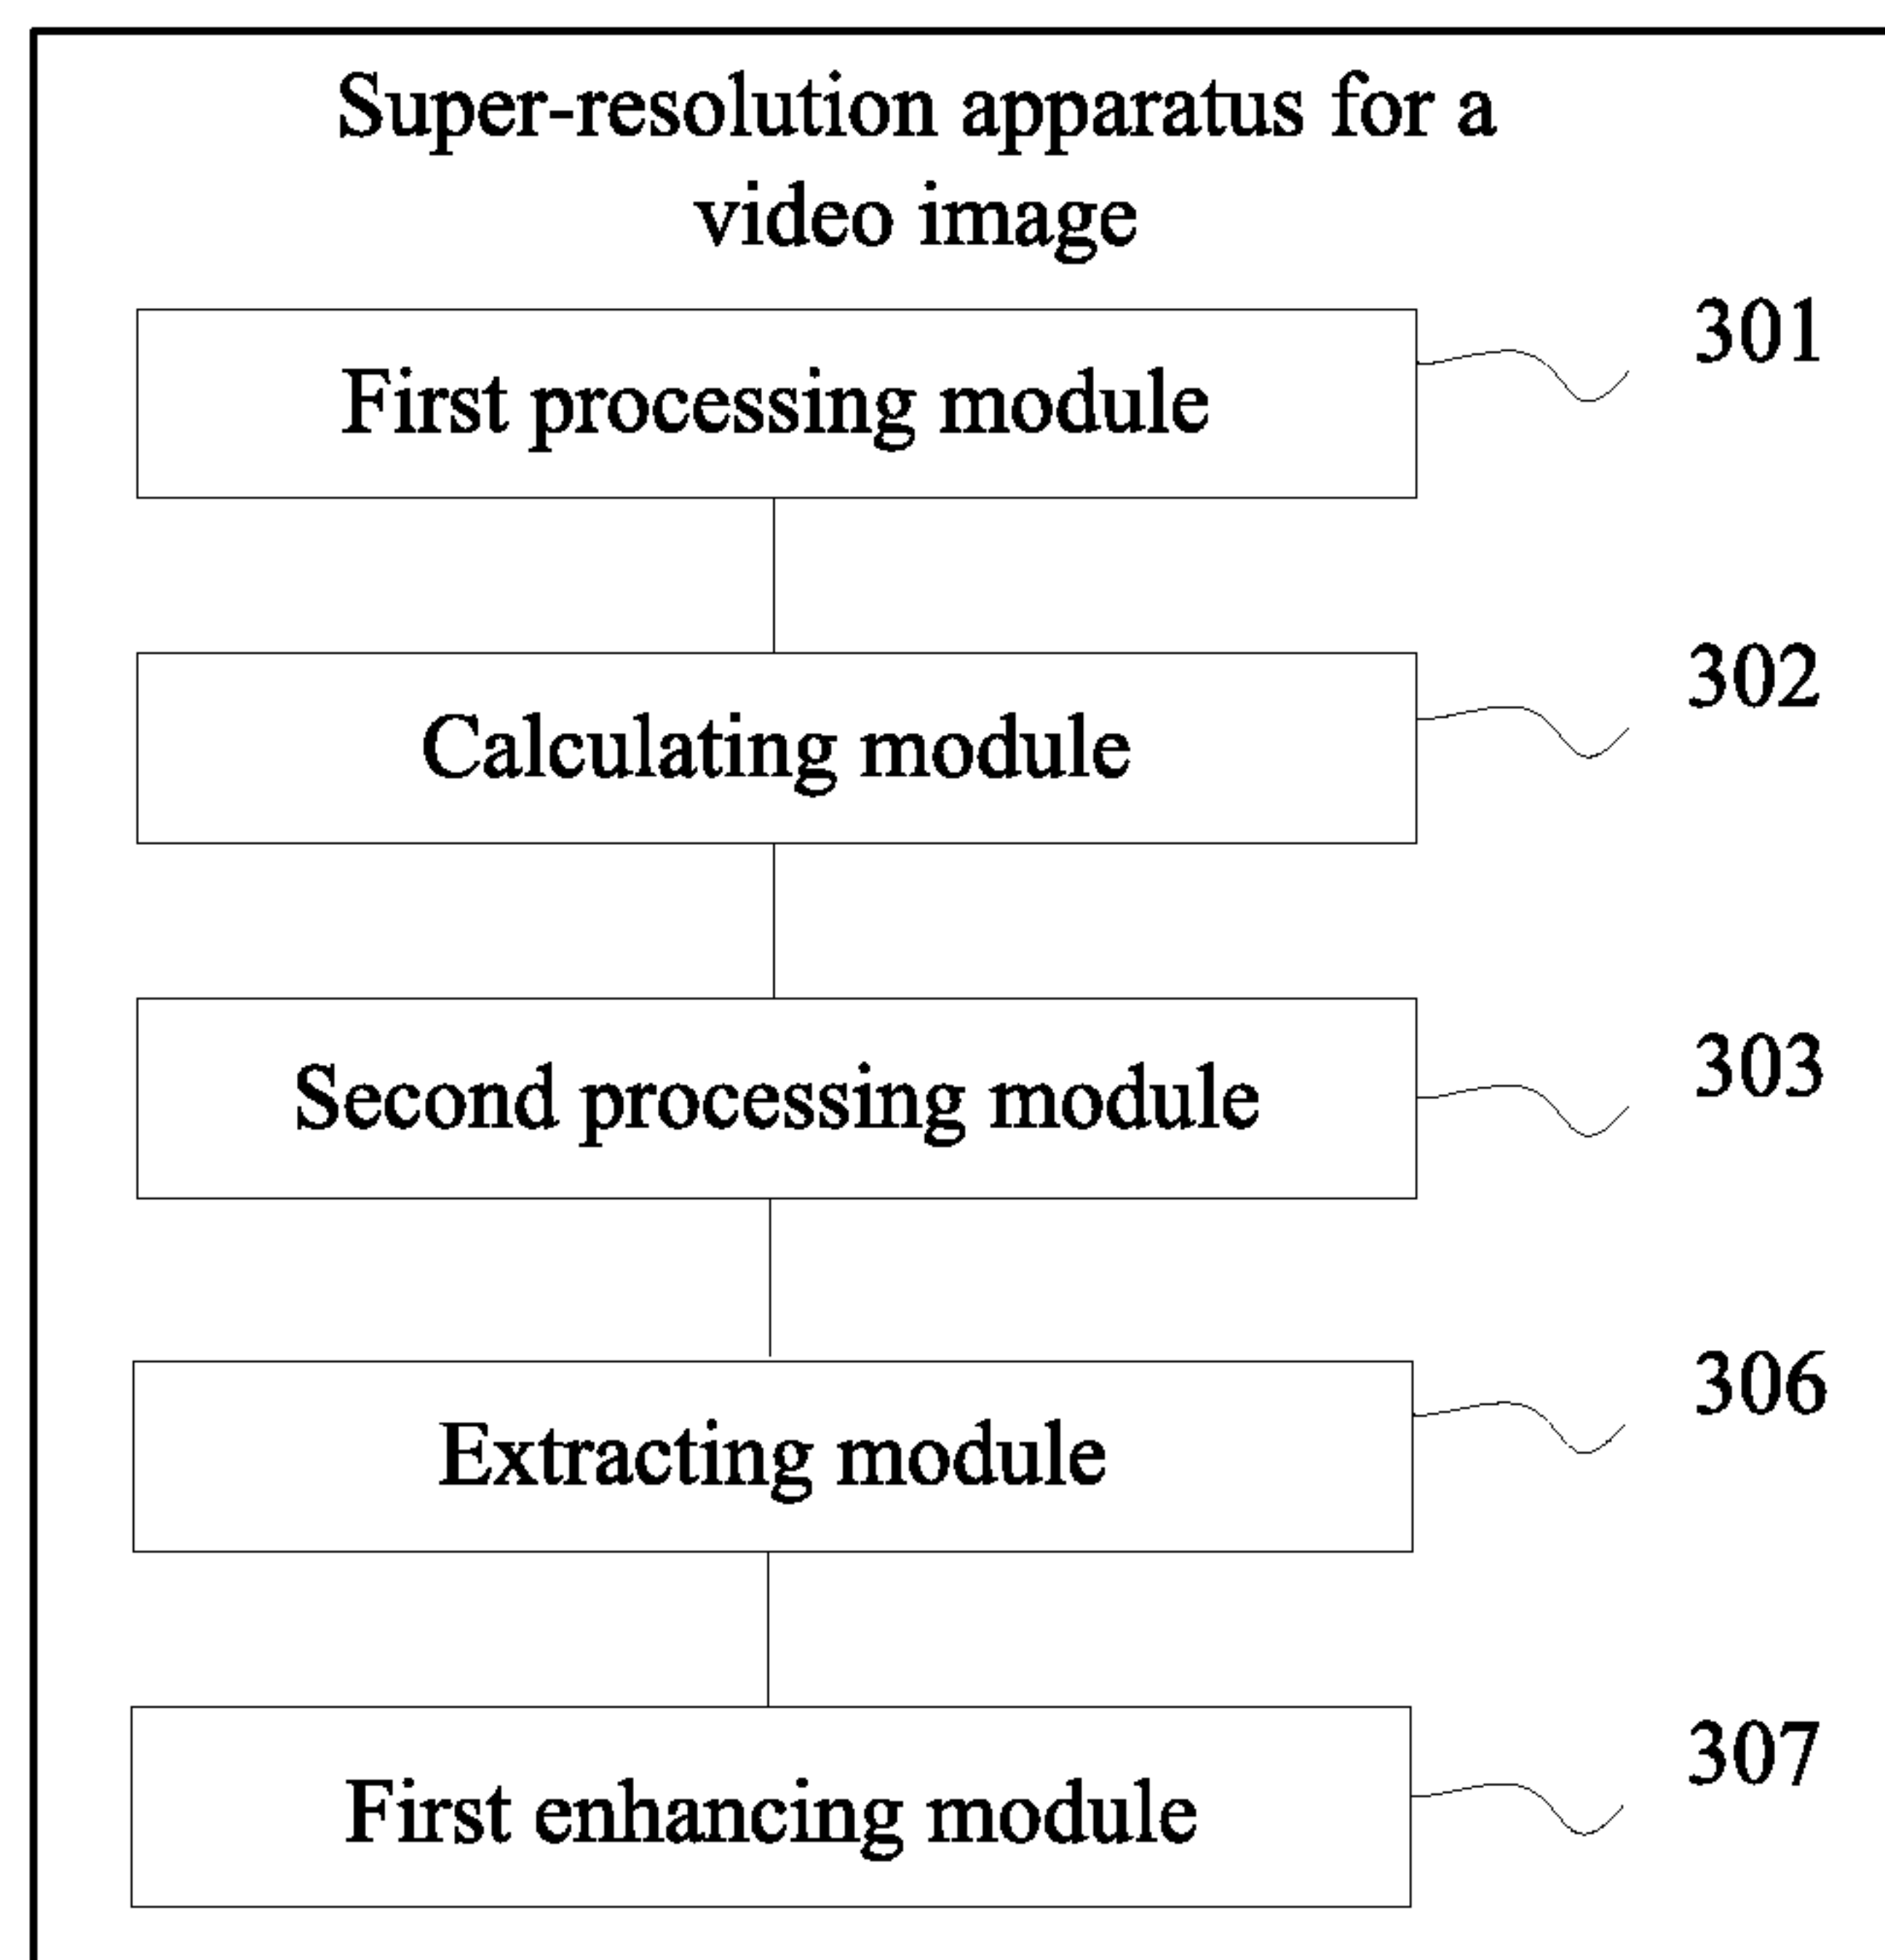 Super-resolution apparatus for a
video image
First processing module
301
Calculating module
302
Second processing module
303
Extracting module
306
First enhancing module
307